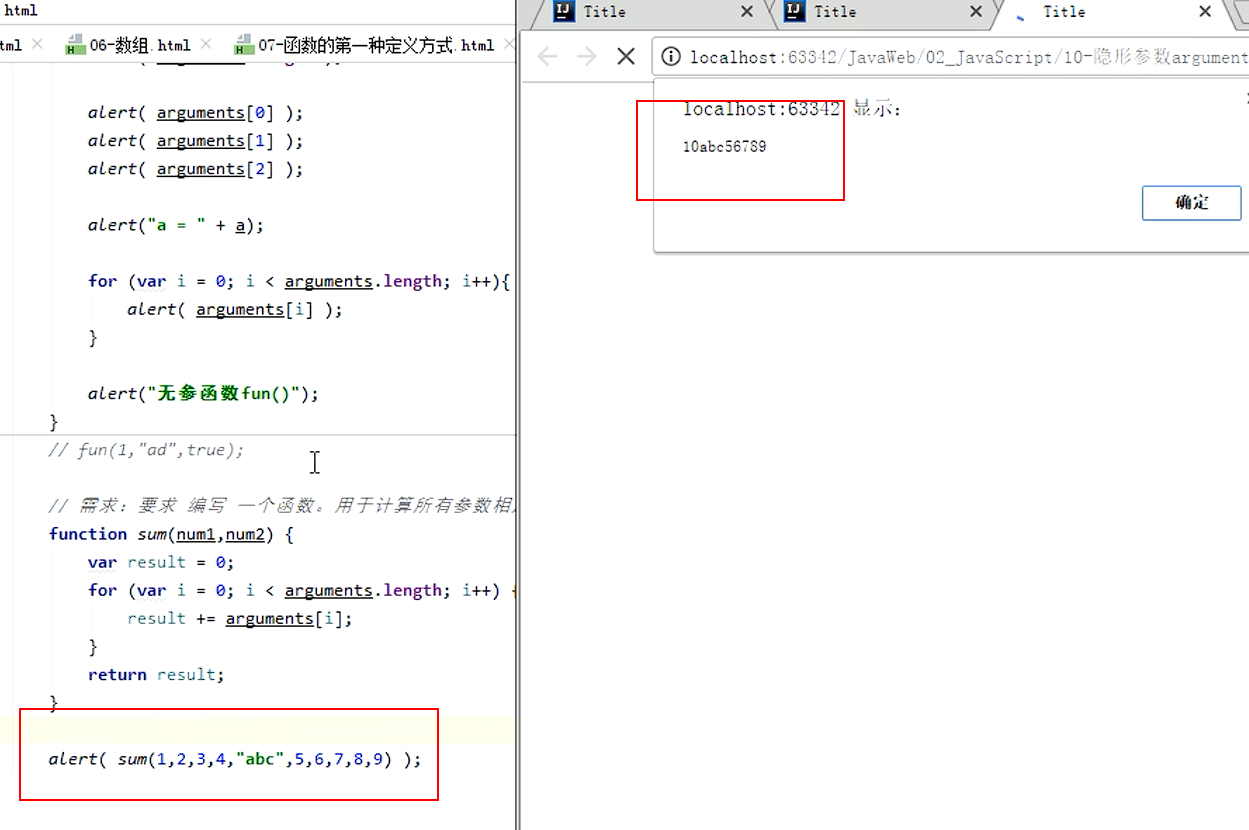 html
tml
06-数组.html
07-函数的第一种定义方式.html
alert( arguments[0] );
alert( arguments[1] );
alert( arguments[2] );
alert("a = " + a);
for (var i = 0; i < arguments.length; i++){
alert( arguments[i] );
}
alert("无参函数fun()");
}
// fun(1,"ad",true);
// 需求：要求 编写 一个函数。用于计算所有参数相
function sum(num1,num2) {
var result = 0;
for (var i = 0; i < arguments.length; i++) {
result += arguments[i];
}
return result;
}
alert( sum(1,2,3,4,"abc",5,6,7,8,9) );
IJ Title
IJ Title
Title
localhost:63342/JavaWeb/02_JavaScript/10-隐形参数argument
localhost:63342 显示：
10abc56789
确定